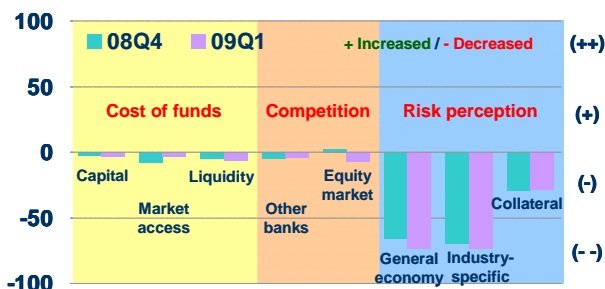 100
08Q4 09Q1 + Increased / - Decreased (++)
50
Cost of funds Competition Risk perception (+)
0
Capital Liquidity Equity
market (-)
Market
access Other
banks Collateral
-50
General
economy Industry-
specific (- -)
-100